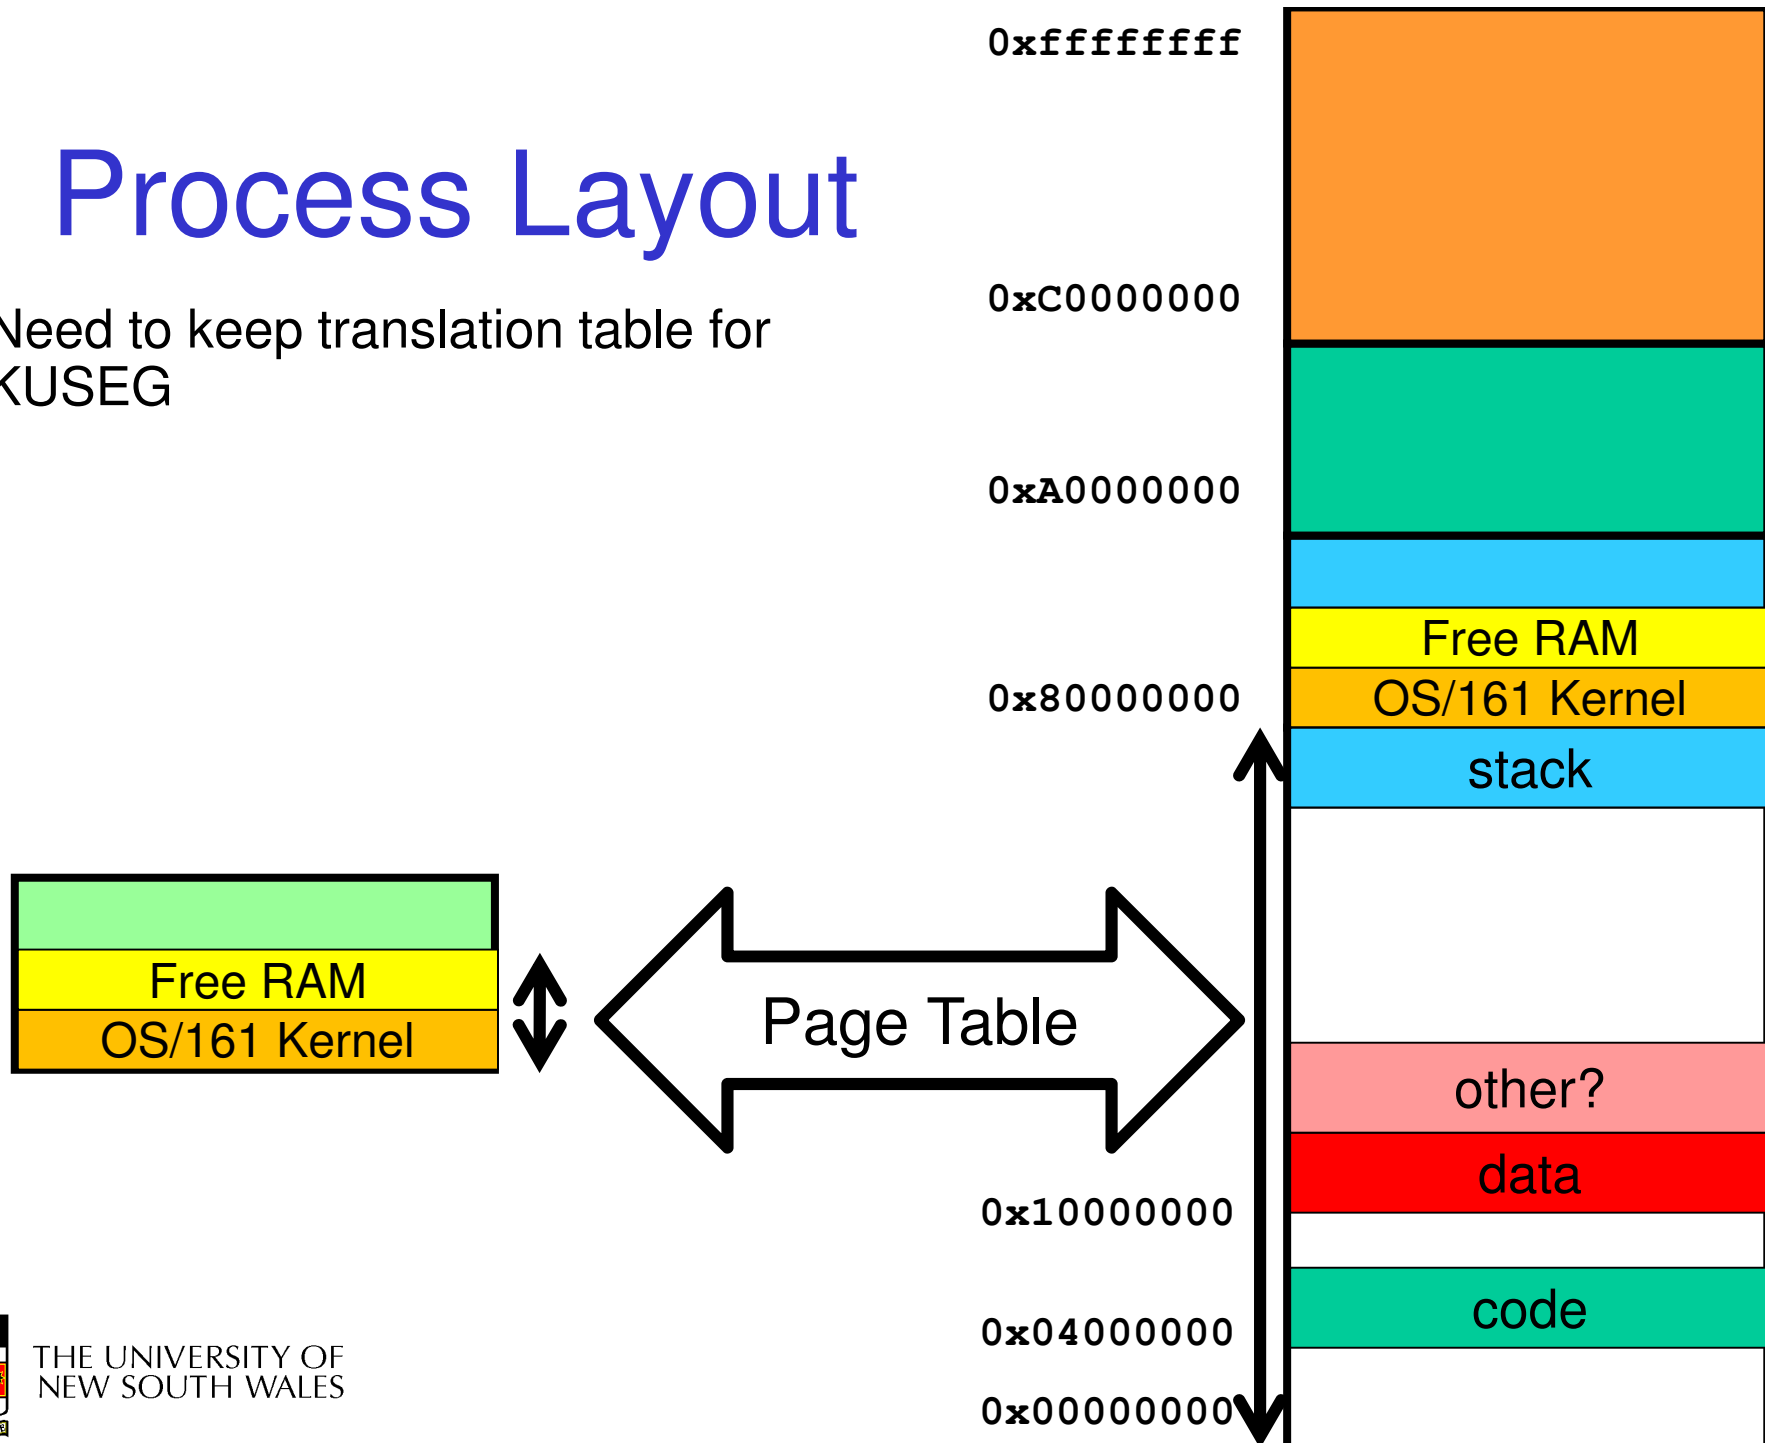 Process Layout
Need to keep translation table for
KUSEG
0xffffffff
0xC0000000
0xA0000000
0x80000000
Free RAM
OS/161 Kernel
stack
Free RAM
OS/161 Kernel
Page Table
other?
data
0x10000000
code
0x04000000
0x00000000
THE UNIVERSITY OF
NEW SOUTH WALES